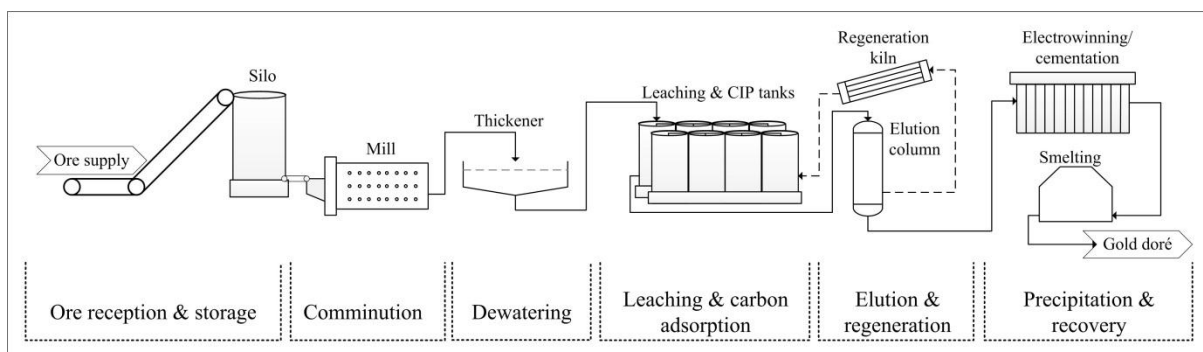 Silo
Ore supply
Mill
Thickener
Leaching & CIP tanks
Regeneration
kiln
Elution
column
Electrowinning/
cementation
Smelting
Gold doré
Ore reception & storage
Comminution
Dewatering
Leaching & carbon
adsorption
Elution &
regeneration
Precipitation &
recovery